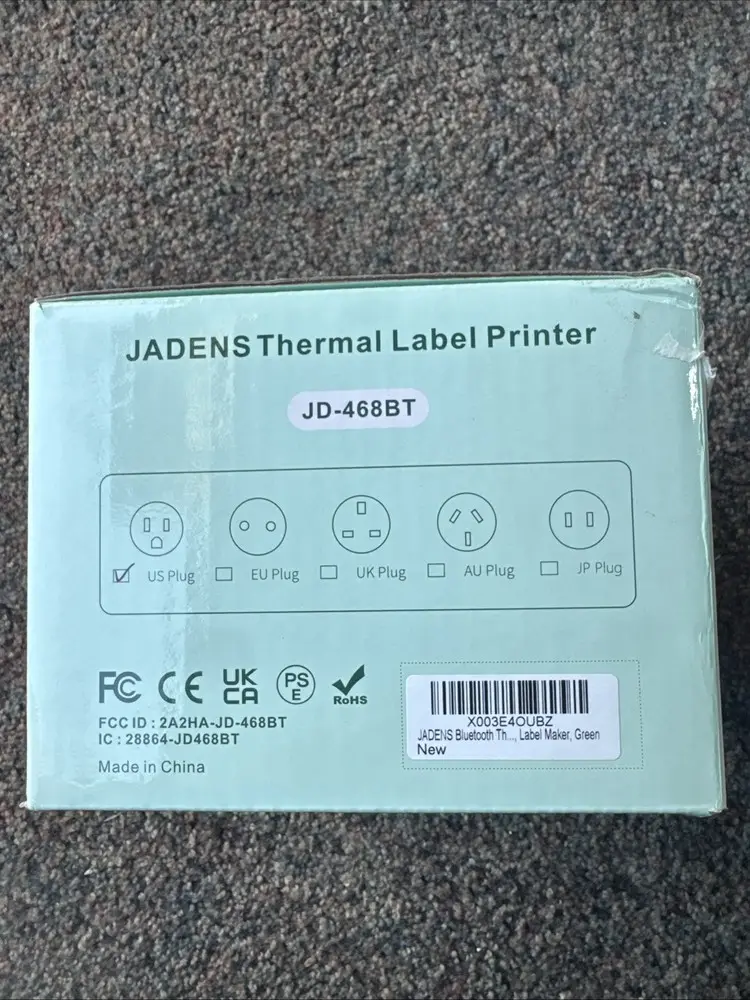 JADENS Thermal Label Printer
JD-468BT
US Plug EU Plug UK Plug AU Plug JP Plug
FC CE UK CA PS E RoHS
FCC ID : 2A2HA-JD-468BT
IC : 28864-JD468BT
Made in China
X003E4OUBZ
JADENS Bluetooth Th..., Label Maker, Green
New